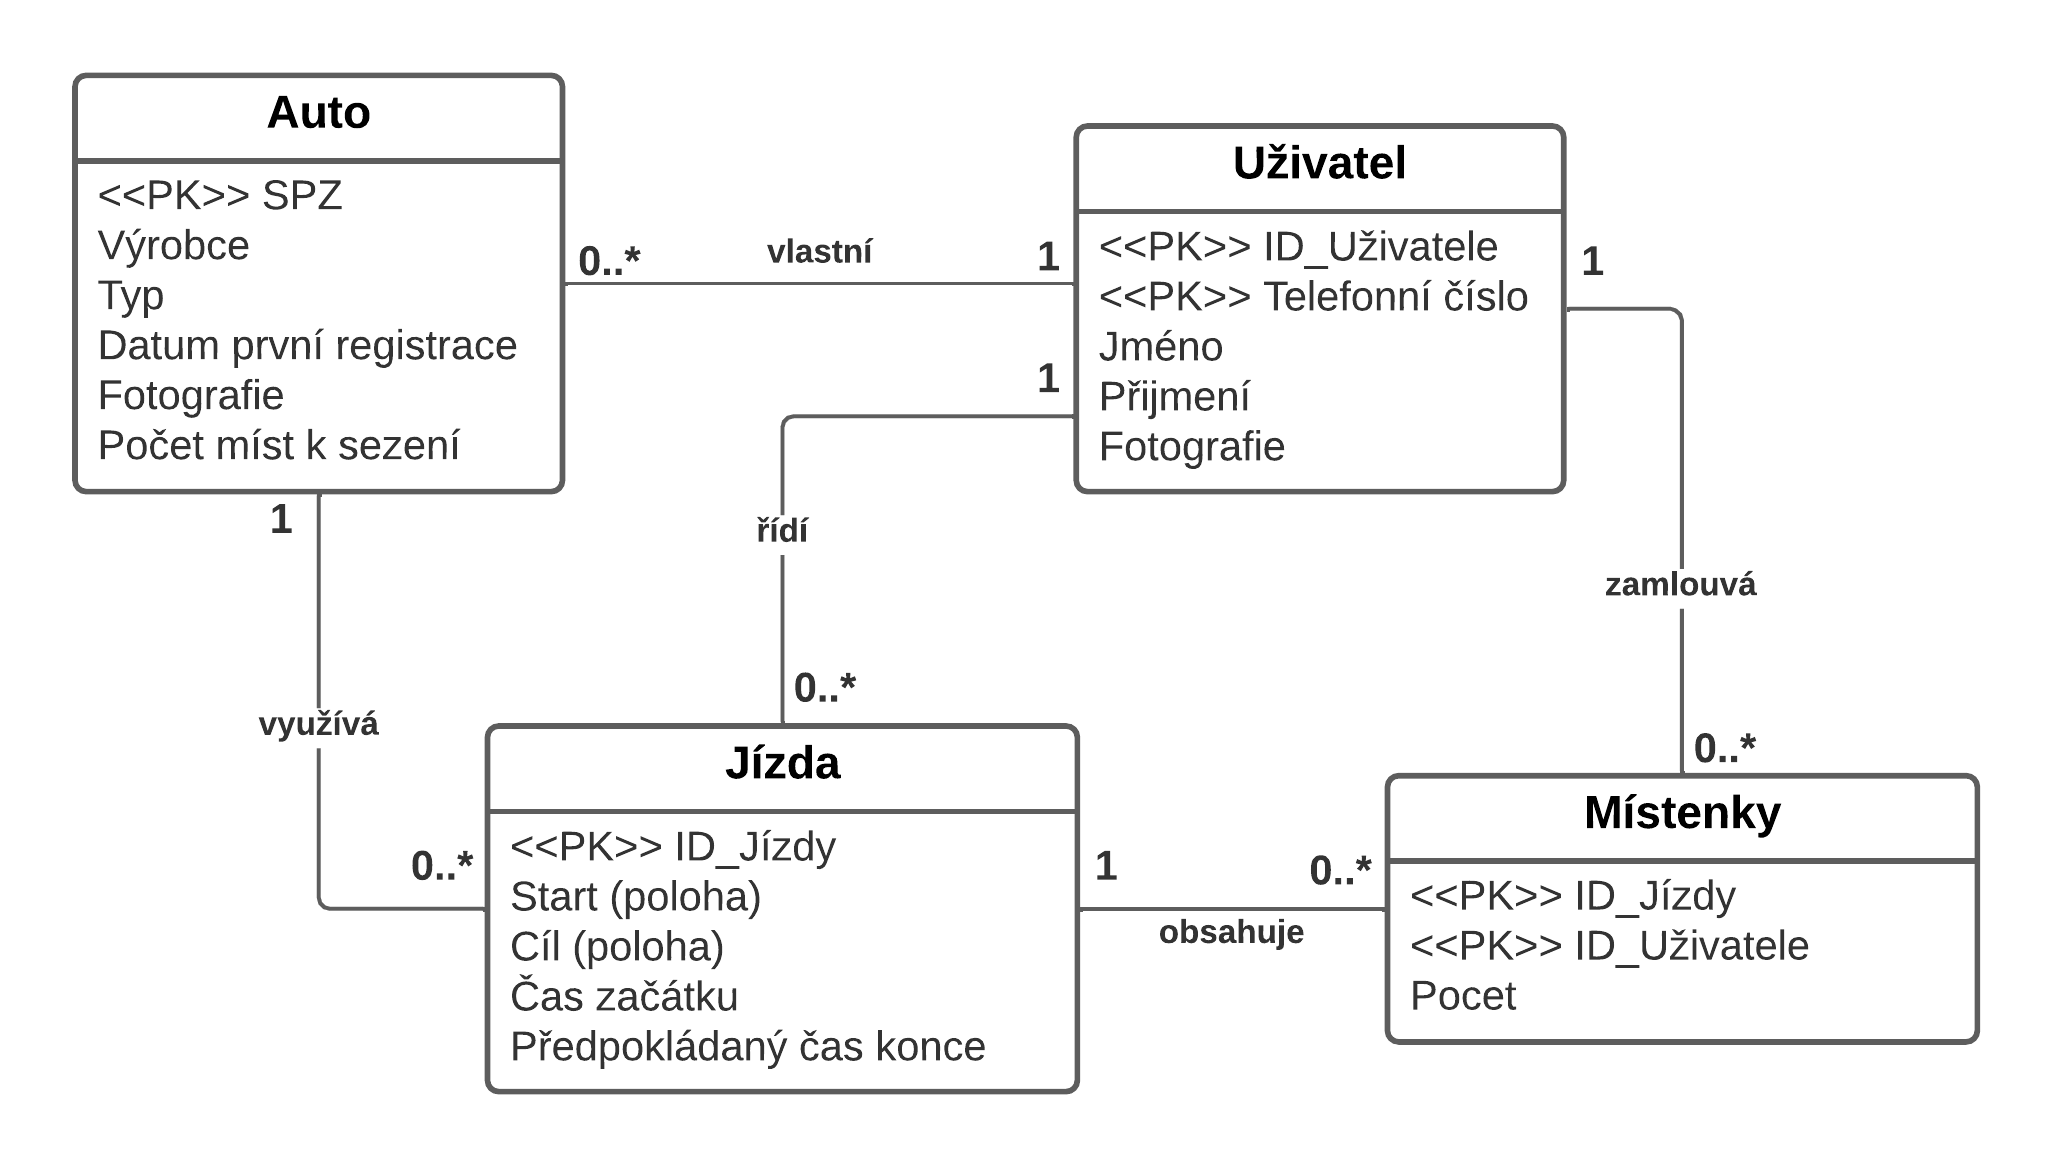 Auto
<<PK>> SPZ
Výrobce
Typ
Datum první registrace
Fotografie
Počet míst k sezení
0..*
vlastní
1
Uživatel
<<PK>> ID_Uživatele
<<PK>> Telefonní číslo
Jméno
Přijmení
Fotografie
1
1
řídí
0..*
1
využívá
0..*
zamlouvá
0..*
Jízda
<<PK>> ID_Jízdy
Start (poloha)
Cíl (poloha)
Čas začátku
Předpokládaný čas konce
1
obsahuje
0..*
Místenky
<<PK>> ID_Jízdy
<<PK>> ID_Uživatele
Pocet